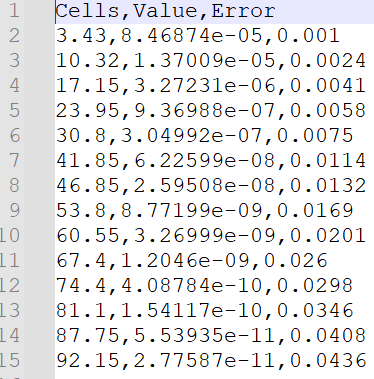 1 Cells,Value,Error
2 3.43,8.46874e-05,0.001
3 10.32,1.37009e-05,0.0024
4 17.15,3.27231e-06,0.0041
5 23.95,9.36988e-07,0.0058
6 30.8,3.04992e-07,0.0075
7 41.85,6.22599e-08,0.0114
8 46.85,2.59508e-08,0.0132
9 53.8,8.77199e-09,0.0169
10 60.55,3.26999e-09,0.0201
11 67.4,1.2046e-09,0.026
12 74.4,4.08784e-10,0.0298
13 81.1,1.54117e-10,0.0346
14 87.75,5.53935e-11,0.0408
15 92.15,2.77587e-11,0.0436